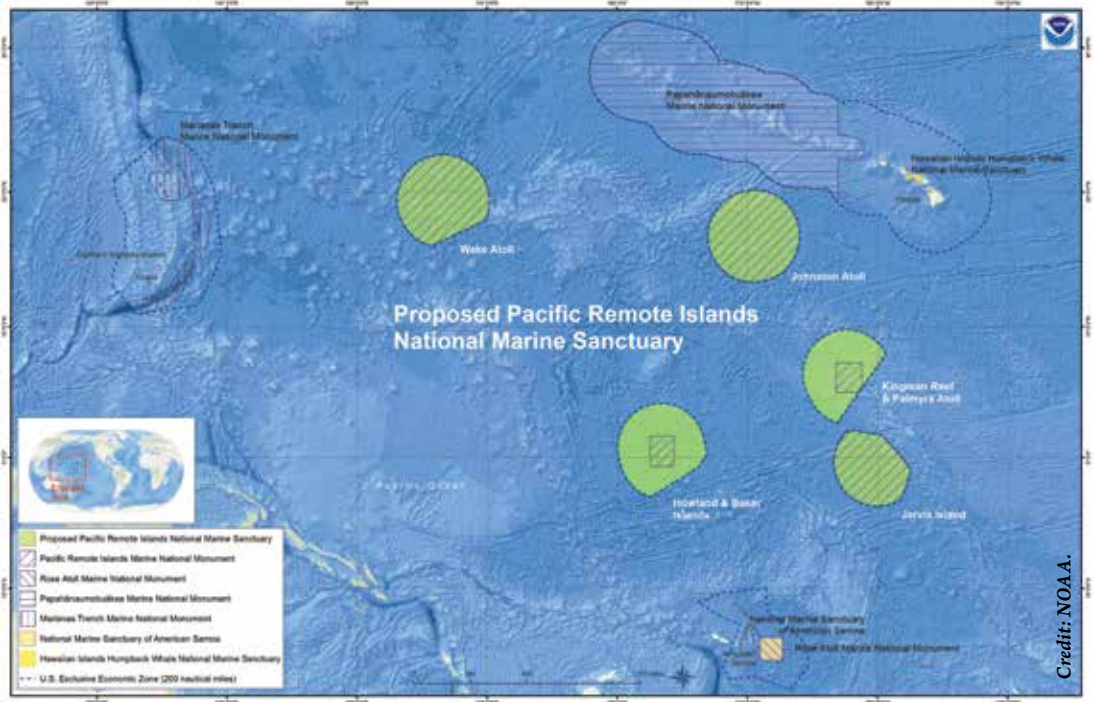 Marianas Trench
Marine National Monument
Papahānaumokuākea
Marine National Monument
Hawaiian Islands Humpback Whale
National Marine Sanctuary
Wake Atoll
Johnston Atoll
Proposed Pacific Remote Islands
National Marine Sanctuary
Kingman Reef
& Palmyra Atoll
Howland & Baker
Islands
Jarvis Island
Pacific Ocean
Proposed Pacific Remote Islands National Marine Sanctuary
Pacific Remote Islands Marine National Monument
Rose Atoll Marine National Monument
Papahānaumokuākea Marine National Monument
Marianas Trench Marine National Monument
National Marine Sanctuary of American Samoa
Hawaiian Islands Humpback Whale National Marine Sanctuary
U.S. Exclusive Economic Zone (200 nautical miles)
National Marine Sanctuary
of American Samoa
Rose Atoll Marine National Monument
Credit: NOAA.